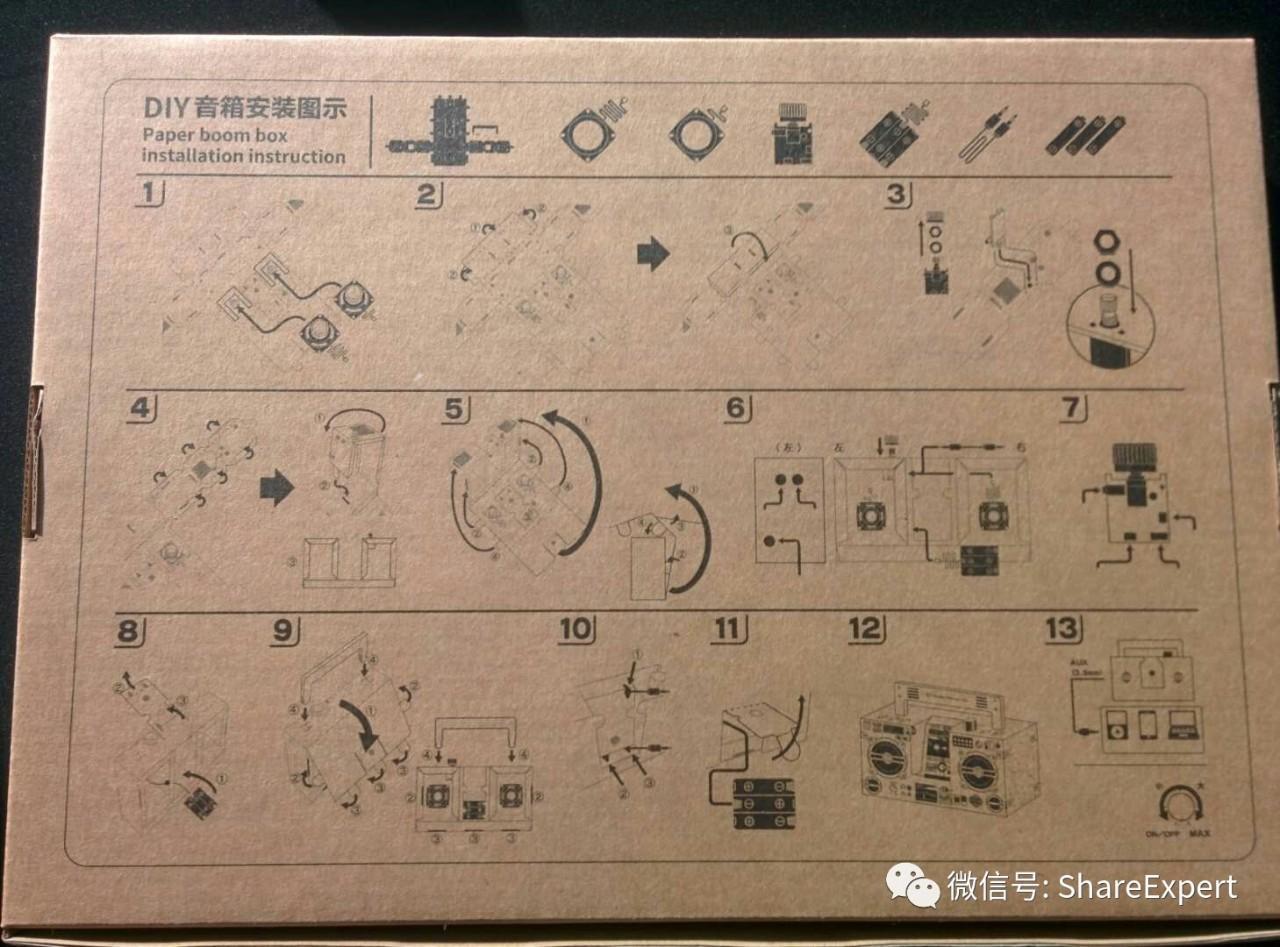 DIY音箱安装图示
Paper boom box
installation instruction
1
2
3
4
5
6
(左)
左
右
7
8
9
10
11
12
13
AUX
(3.5mm)
大
ON/OFF MAX
微信号: ShareExpert